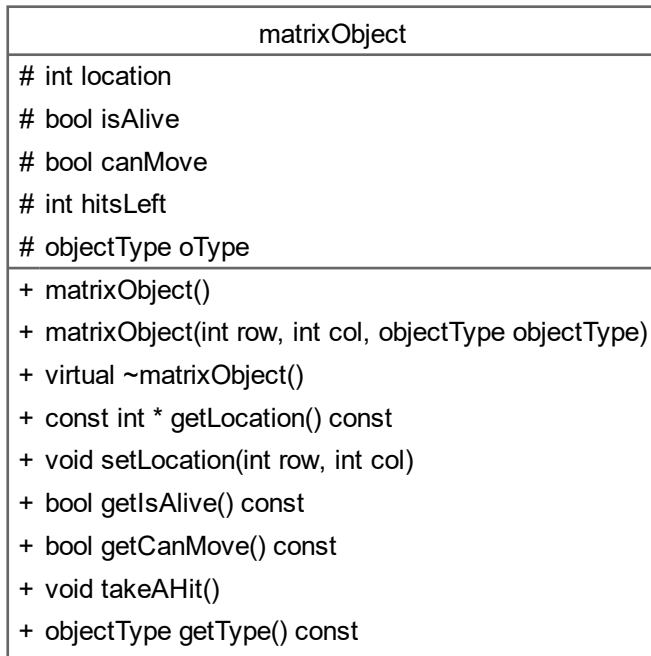 matrixObject
# int location
# bool isAlive
# bool canMove
# int hitsLeft
# objectType oType
+ matrixObject()
+ matrixObject(int row, int col, objectType objectType)
+ virtual ~matrixObject()
+ const int * getLocation() const
+ void setLocation(int row, int col)
+ bool getIsAlive() const
+ bool getCanMove() const
+ void takeAHit()
+ objectType getType() const